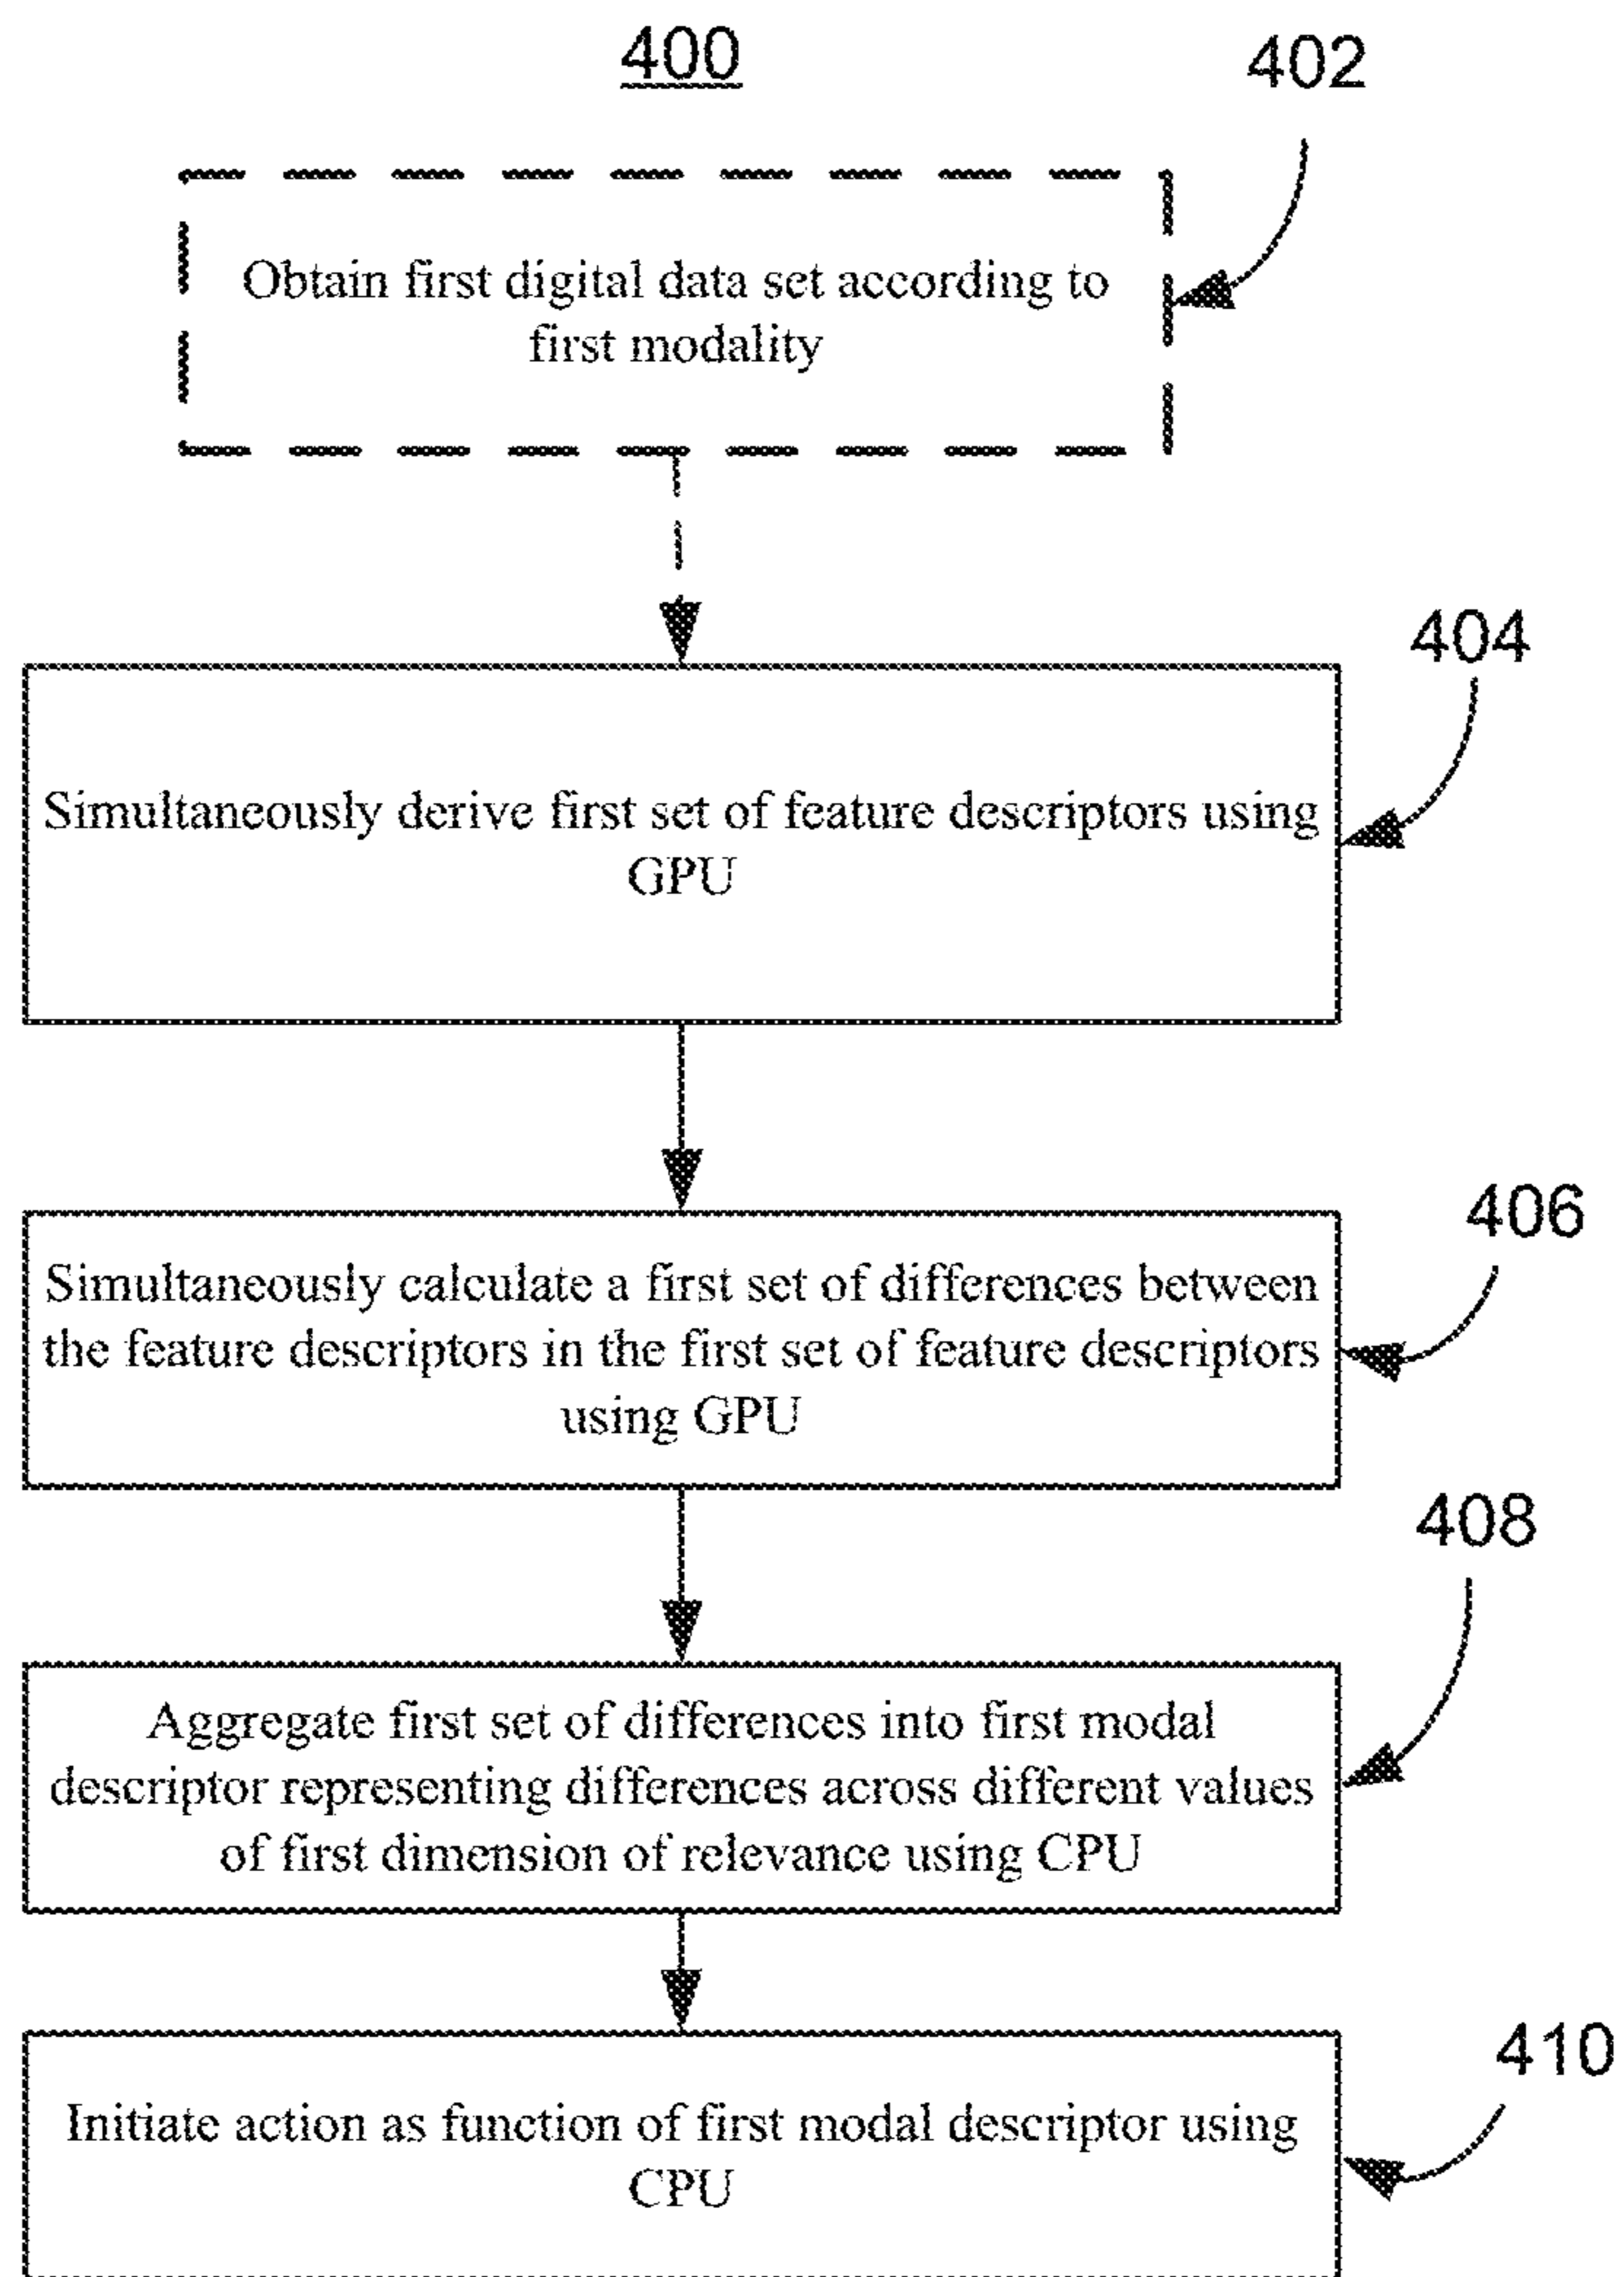 400
402
Obtain first digital data set according to
first modality
404
Simultaneously derive first set of feature descriptors using
GPU
406
Simultaneously calculate a first set of differences between
the feature descriptors in the first set of feature descriptors
using GPU
408
Aggregate first set of differences into first modal
descriptor representing differences across different values
of first dimension of relevance using CPU
410
Initiate action as function of first modal descriptor using
CPU